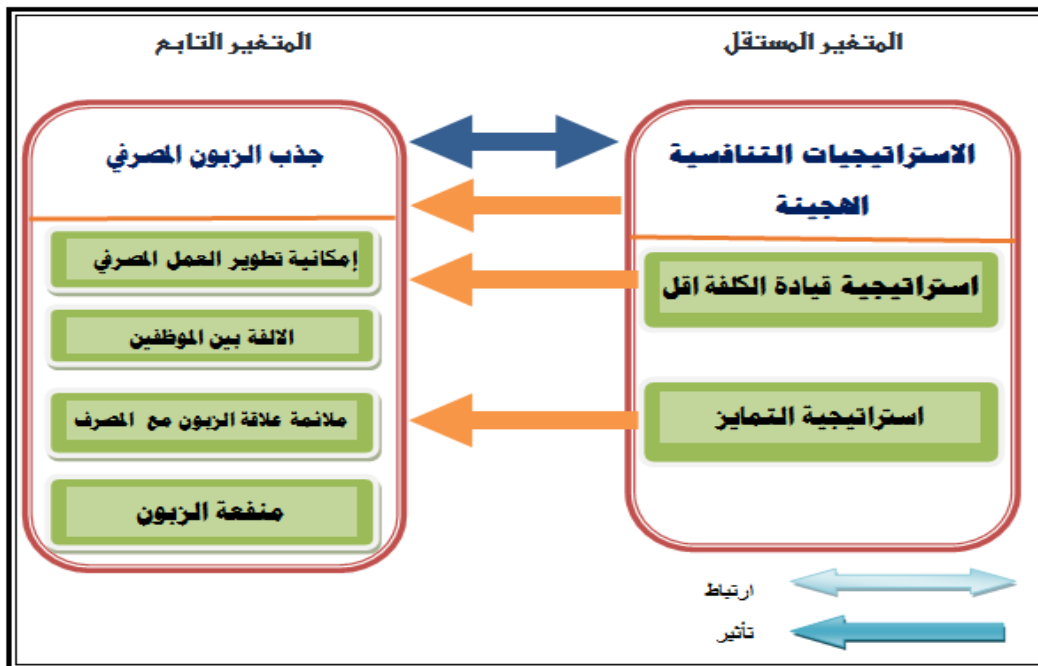 المتغير المستقل
المتغير التابع
الاستراتيجيات التنافسية
الهجينة
استراتيجية قيادة الكلفة اقل
استراتيجية التمايز
جذب الزبون المصرفي
إمكانية تطوير العمل المصرفي
الالفة بين الموظفين
ملائمة علاقة الزبون مع المصرف
منفعة الزبون
ارتباط
تأثير